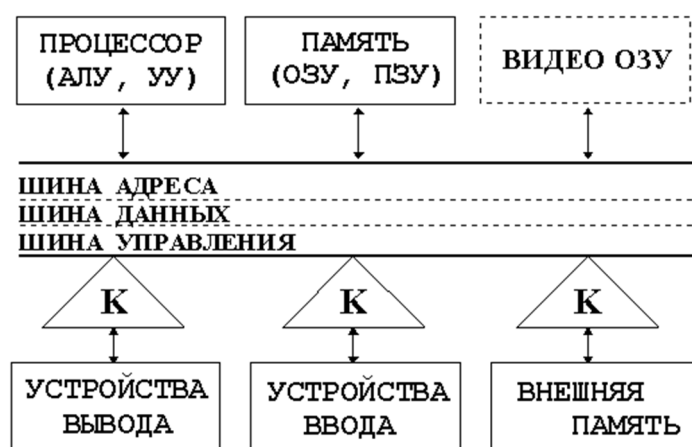 ПРОЦЕССОР
(АЛУ, УУ)
ПАМЯТЬ
(ОЗУ, ПЗУ)
ВИДЕО ОЗУ
ШИНА АДРЕСА
ШИНА ДАННЫХ
ШИНА УПРАВЛЕНИЯ
К
К
К
УСТРОЙСТВА
ВЫВОДА
УСТРОЙСТВА
ВВОДА
ВНЕШНЯЯ
ПАМЯТЬ